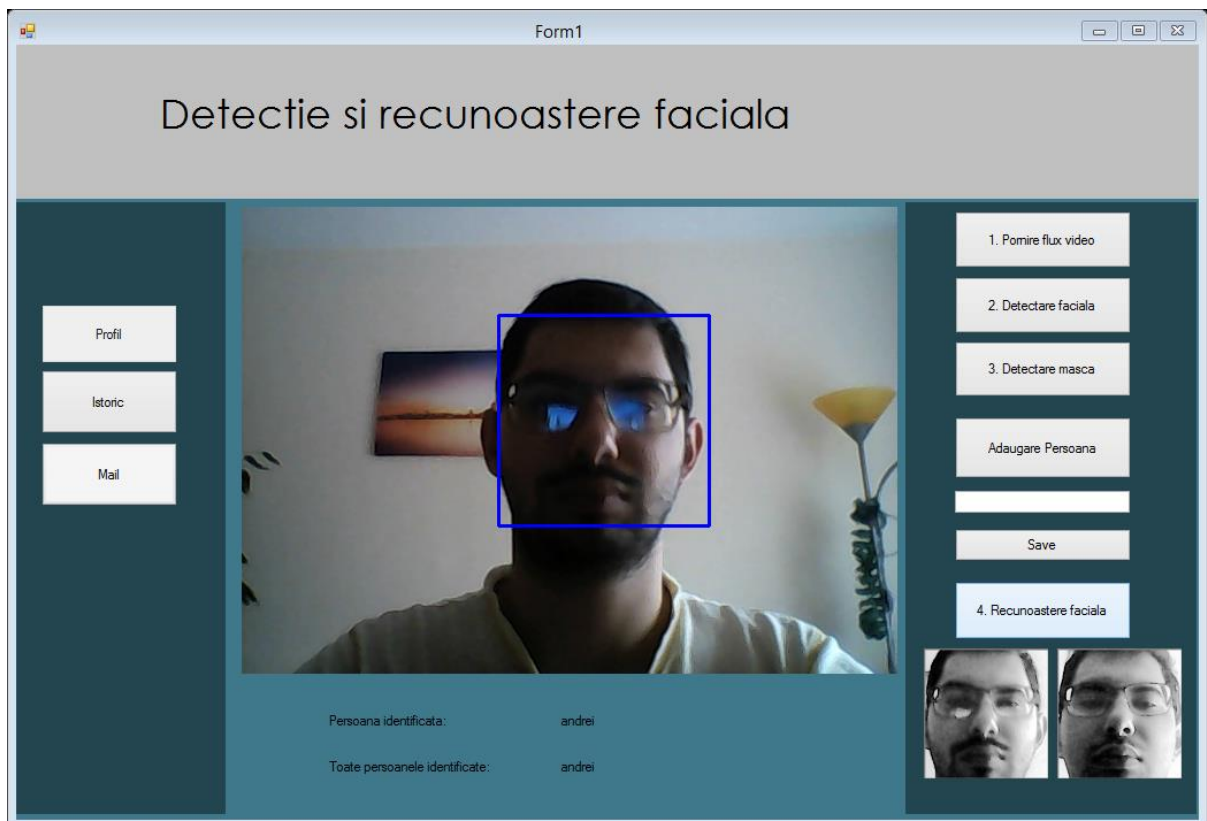 Form1
Detectie si recunoastere faciala
Profil
Istoric
Mail
1. Pornire flux video
2. Detectare faciala
3. Detectare masca
Adaugare Persoana
Save
4. Recunoastere faciala
Persoana identificata: andrei
Toate persoanele identificate: andrei